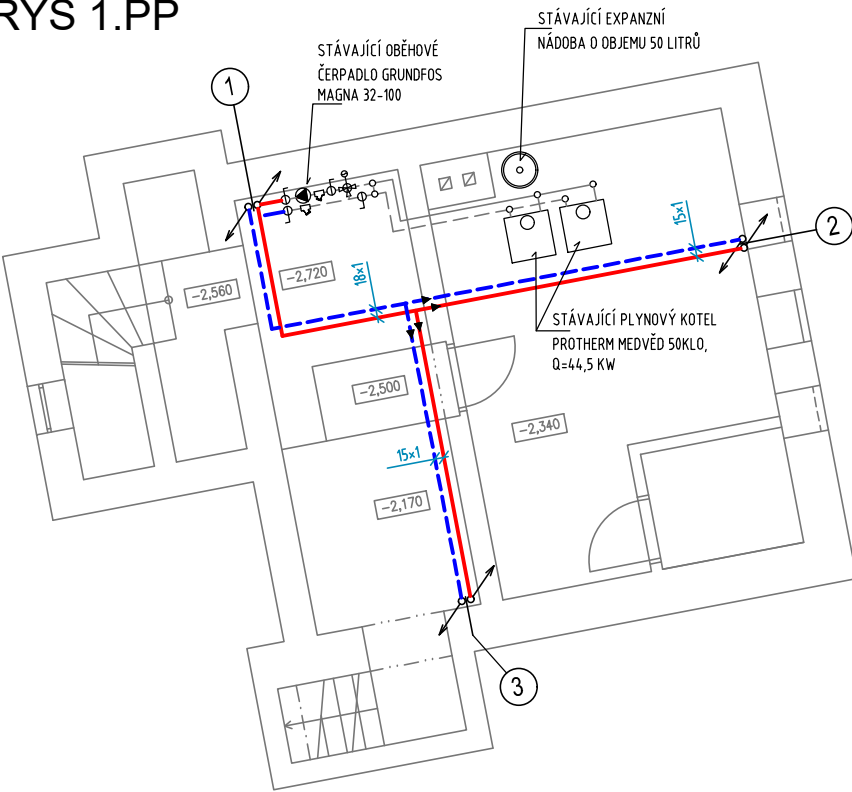 RYS 1.PP
STÁVAJÍCÍ EXPANZNÍ
NÁDOBA O OBJEMU 50 LITRŮ
STÁVAJÍCÍ OBĚHOVÉ
ČERPADLO GRUNDFOS
MAGNA 32-100
1
2
15x1
-2,720
-2,560
18x1
STÁVAJÍCÍ PLYNOVÝ KOTEL
PROTHERM MEDVĚD 50KLO,
Q=44,5 KW
-2,500
-2,340
15x1
-2,170
3